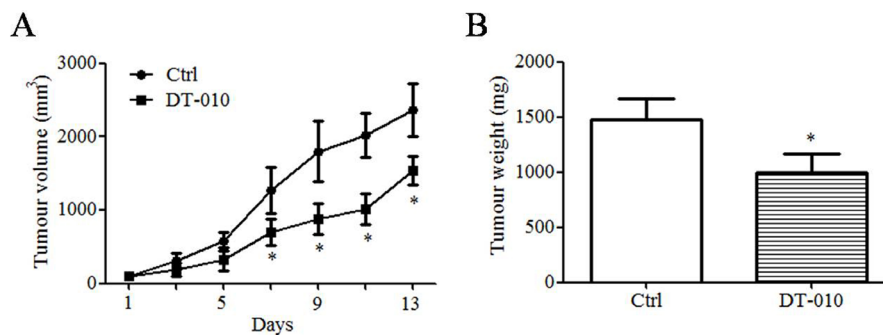 A
Tumour volume (mm³)
3000
2000
1000
0
Ctrl
DT-010
*
*
*
*
1
5
9
13
Days
B
Tumour weight (mg)
2000
1500
1000
500
0
*
Ctrl
DT-010